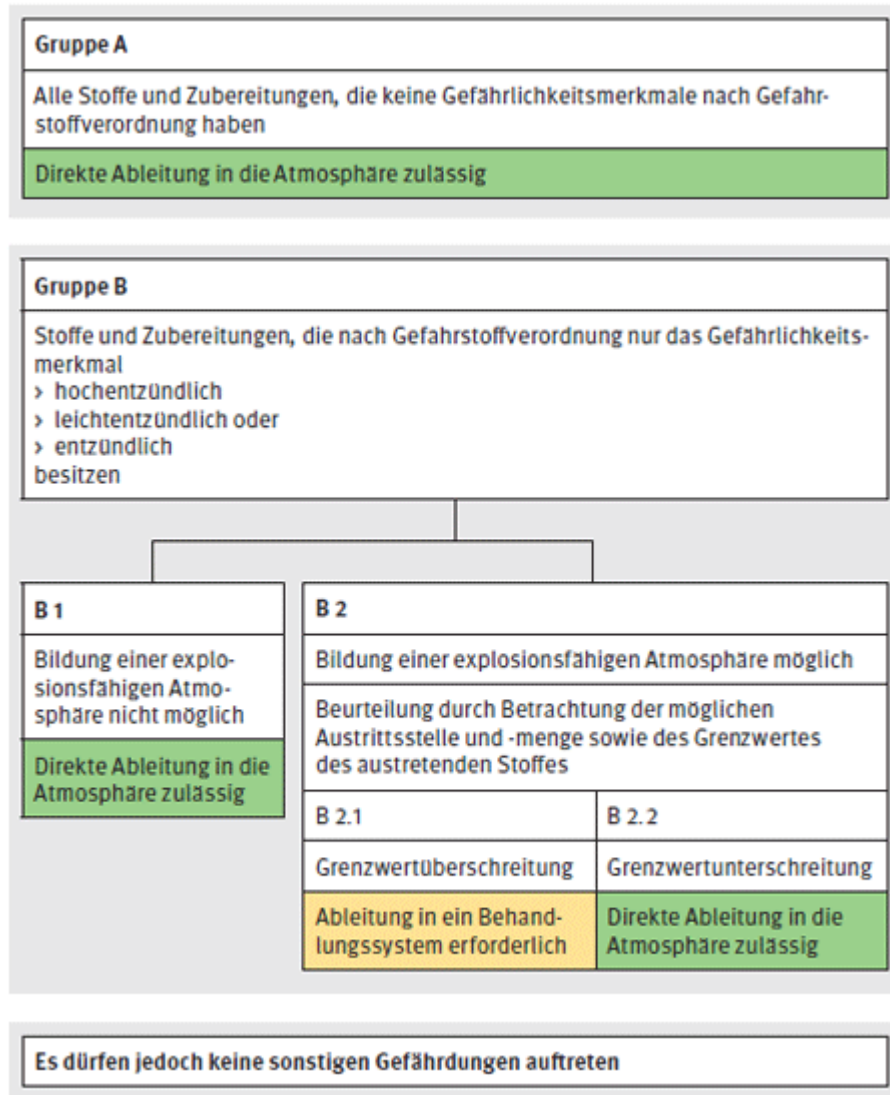 Gruppe A
Alle Stoffe und Zubereitungen, die keine Gefährlichkeitsmerkmale nach Gefahr-
stoffverordnung haben
Direkte Ableitung in die Atmosphäre zulässig
Gruppe B
Stoffe und Zubereitungen, die nach Gefahrstoffverordnung nur das Gefährlichkeits-
merkmal
› hochentzündlich
› leichtentzündlich oder
› entzündlich
besitzen
B 1
Bildung einer explo-
sionsfähigen Atmo-
sphäre nicht möglich
Direkte Ableitung in die
Atmosphäre zulässig
B 2
Bildung einer explosionsfähigen Atmosphäre möglich
Beurteilung durch Betrachtung der möglichen
Austrittsstelle und -menge sowie des Grenzwertes
des austretenden Stoffes
B 2.1
Grenzwertüberschreitung
Ableitung in ein Behand-
lungssystem erforderlich
B 2.2
Grenzwertunterschreitung
Direkte Ableitung in die
Atmosphäre zulässig
Es dürfen jedoch keine sonstigen Gefährdungen auftreten